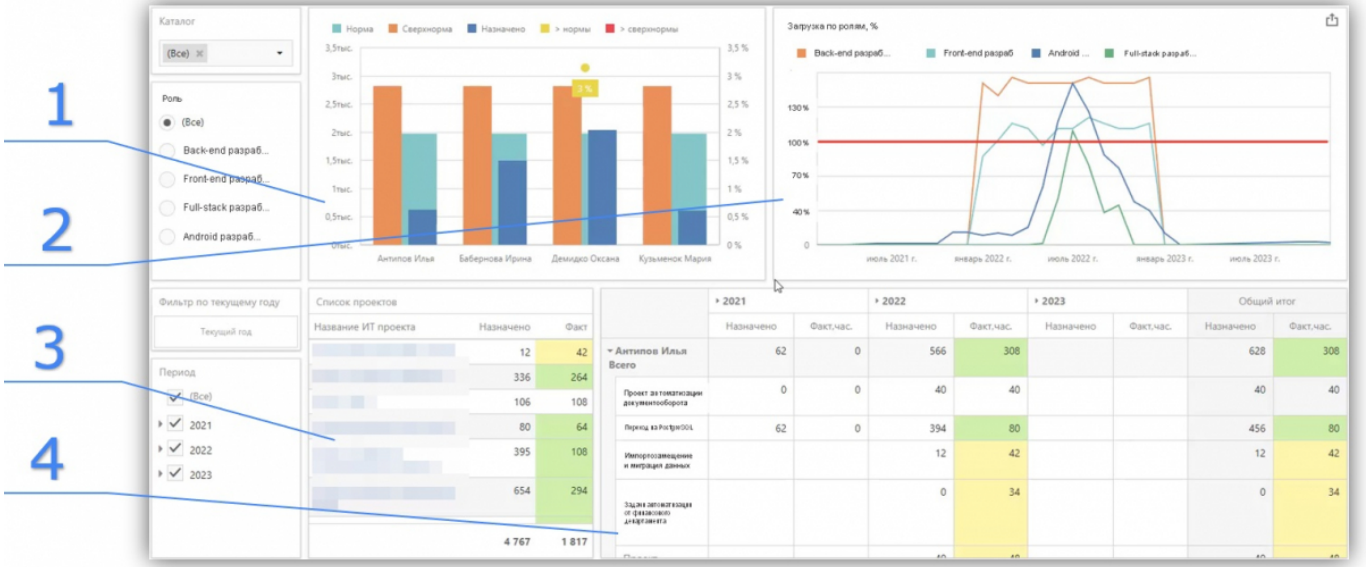 Каталог
(Все) ×
Роль
(Все)
Back-end разраб...
Front-end разраб...
Full-stack разраб...
Android разраб...
1
2
3
4
Норма Сверхнорма Назначено > нормы > сверхнормы
3,5тыс. 3,5 %
3тыс. 3 %
2,5тыс. 2,5 %
2тыс. 2 %
1,5тыс. 1,5 %
1тыс. 1 %
0,5тыс. 0,5 %
0тыс. 0 %
3 %
Антипов Илья Бабернова Ирина Демидко Оксана Кузьменок Мария
Загрузка по ролям, %
Back-end разраб... Front-end разраб Android ... Full-stack разраб...
130 %
100 %
70 %
40 %
0
июль 2021 г. январь 2022 г. июль 2022 г. январь 2023 г. июль 2023 г.
Фильтр по текущему году
Текущий год
Период
(Все)
2021
2022
2023
Список проектов
Название ИТ проекта Назначено Факт
12 42
336 264
106 108
80 64
395 108
654 294
4 767 1 817
2021 2022 2023 Общий итог
Назначено Факт,час. Назначено Факт,час. Назначено Факт,час. Назначено Факт,час.
Антипов Илья 62 0 566 308 628 308
Всего
Проект автоматизации 0 0 40 40 40 40
документооборота
Переход на PostgreSQL 62 0 394 80 456 80
Импортозамещение 12 42 12 42
и миграция данных
Задачи автоматизации 0 34 0 34
от финансового
департамента